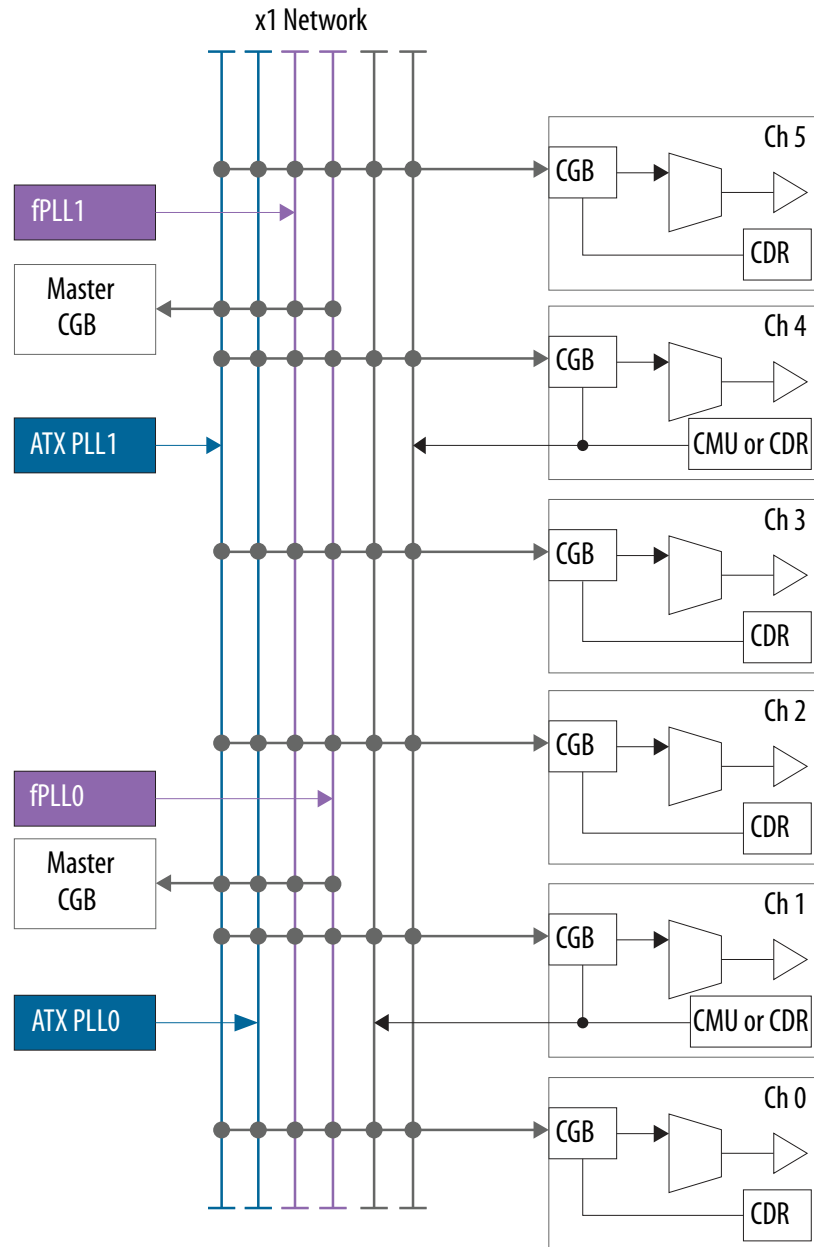 x1 Network
Ch 5
CGB
fPLL1
CDR
Master
CGB
Ch 4
CGB
ATX PLL1
CMU or CDR
Ch 3
CGB
CDR
Ch 2
CGB
fPLL0
CDR
Master
CGB
Ch 1
CGB
ATX PLL0
CMU or CDR
Ch 0
CGB
CDR